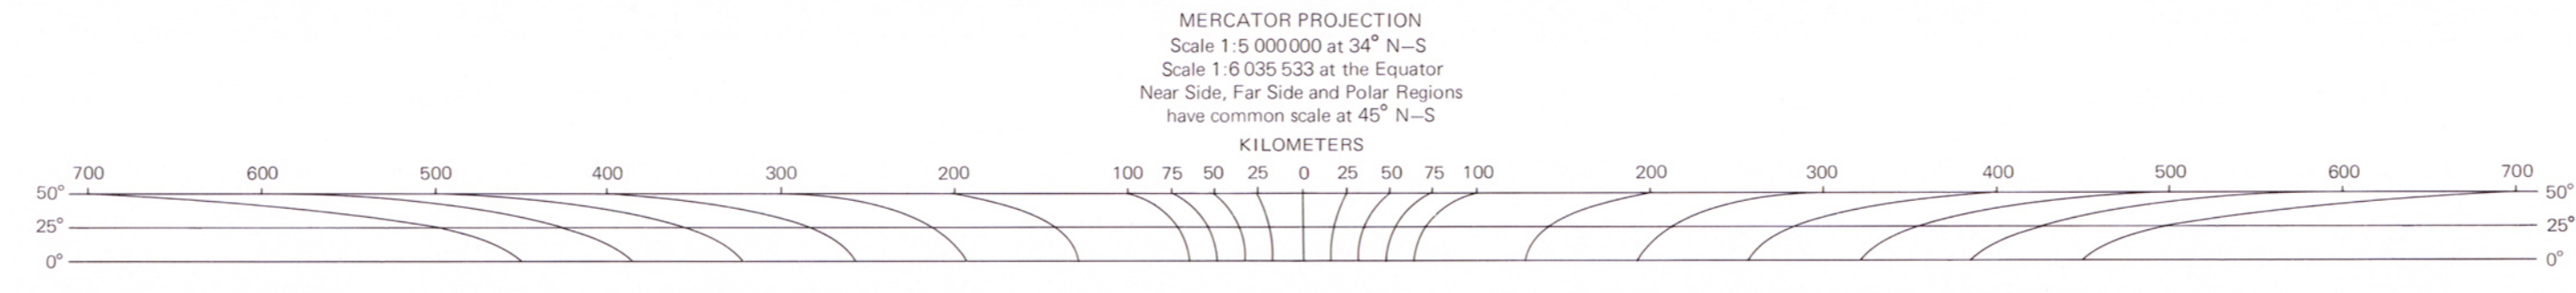 MERCATOR PROJECTION
Scale 1:5 000 000 at 34° N–S
Scale 1:6 035 533 at the Equator
Near Side, Far Side and Polar Regions
have common scale at 45° N–S
KILOMETERS
700 600 500 400 300 200 100 75 50 25 0 25 50 75 100 200 300 400 500 600 700
50° 50°
25° 25°
0° 0°